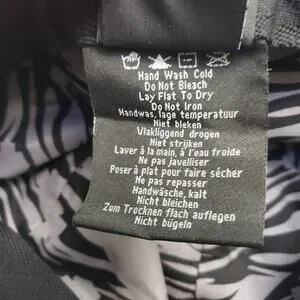 Hand Wash Cold
Do Not Bleach
Lay Flat To Dry
Do Not Iron
Handwas, lage temperatuur
Niet bleken
Vlakliggend drogen
Niet strijken
Laver à la main, à l'eau froide
Ne pas javelliser
Poser à plat pour faire sécher
Ne pas repasser
Handwäsche, kalt
Nicht bleichen
Zum Trocknen flach auflegen
Nicht bügeln